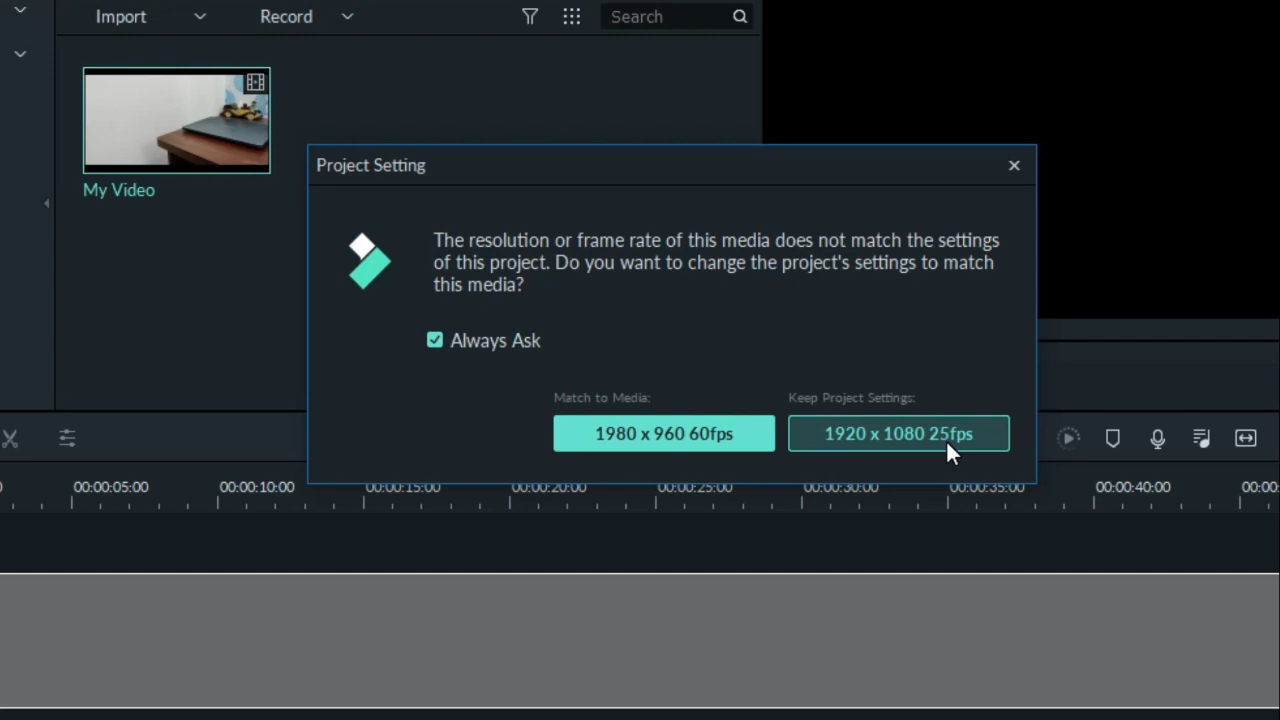 Import
Record
Search
My Video
Project Setting
The resolution or frame rate of this media does not match the settings
of this project. Do you want to change the project's settings to match
this media?
Always Ask
Match to Media:
Keep Project Settings:
1980 x 960 60fps
1920 x 1080 25fps
00:00:05:00
00:00:10:00
00:00:15:00
00:00:20:00
00:00:25:00
00:00:30:00
00:00:35:00
00:00:40:00
00:00